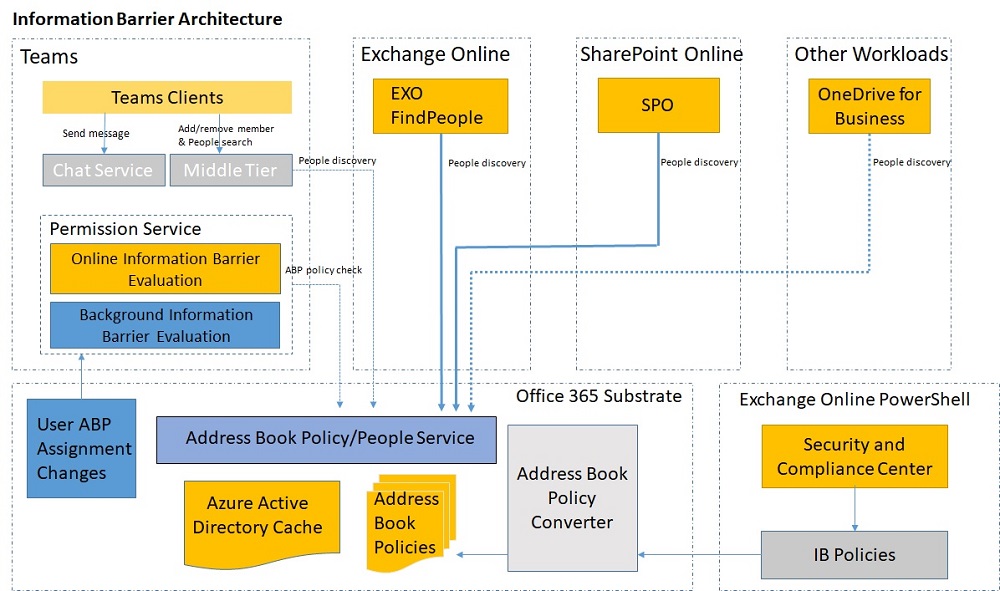 Information Barrier Architecture
Teams
Teams Clients
Send message
Add/remove member
& People search
Chat Service
Middle Tier
People discovery
Permission Service
Online Information Barrier
Evaluation
ABP policy check
Background Information
Barrier Evaluation
Exchange Online
EXO
FindPeople
People discovery
SharePoint Online
SPO
People discovery
Other Workloads
OneDrive for
Business
People discovery
Office 365 Substrate
User ABP
Assignment
Changes
Address Book Policy/People Service
Azure Active
Directory Cache
Address
Book
Policies
Address Book
Policy
Converter
Exchange Online PowerShell
Security and
Compliance Center
IB Policies